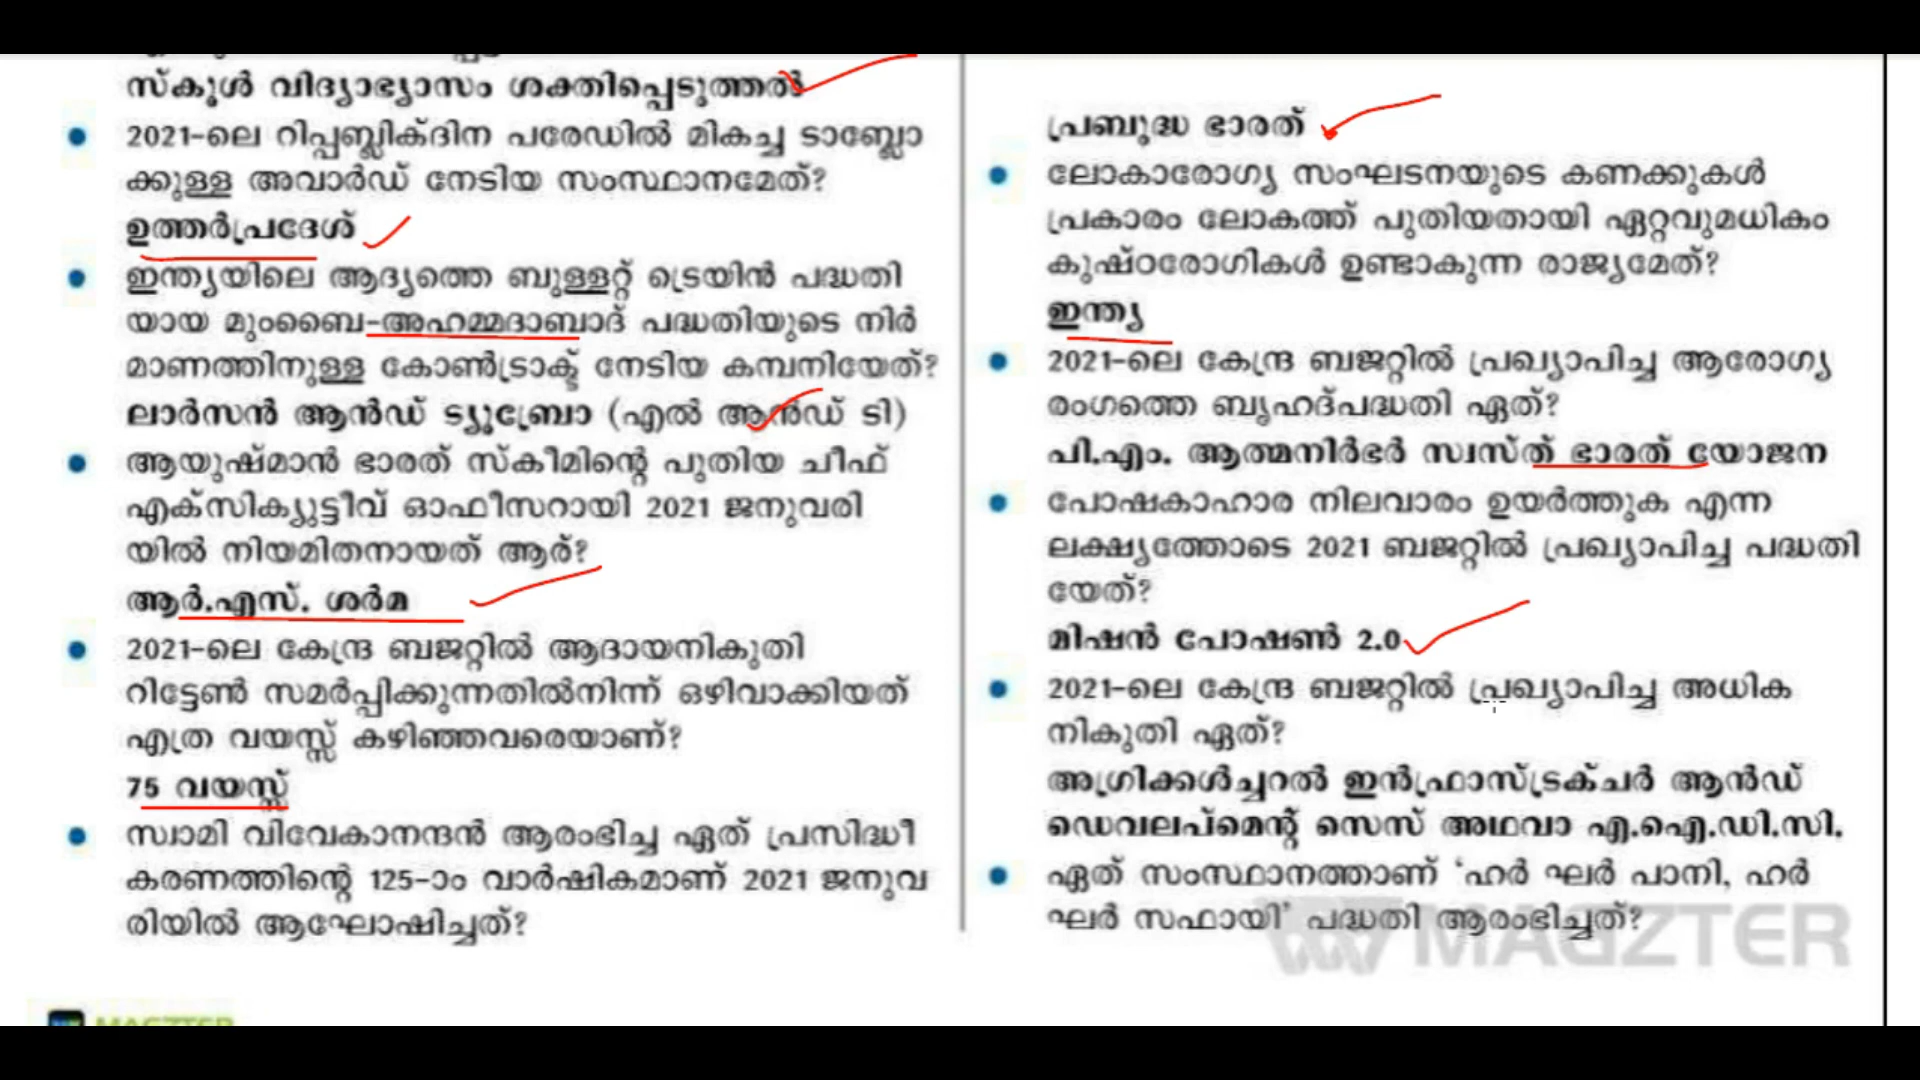 സ്കൂൾ വിദ്യാഭ്യാസം ശക്തിപ്പെടുത്തൽ
2021-ലെ റിപ്പബ്ലിക്ദിന പരേഡിൽ മികച്ച ടാബ്ലോ
ക്കുള്ള അവാർഡ് നേടിയ സംസ്ഥാനമേത്?
ഉത്തർപ്രദേശ്
ഇന്ത്യയിലെ ആദ്യത്തെ ബുള്ളറ്റ് ട്രെയിൻ പദ്ധതി
യായ മുംബൈ-അഹമ്മദാബാദ് പദ്ധതിയുടെ നിർ
മാണത്തിനുള്ള കോൺട്രാക്ട് നേടിയ കമ്പനിയേത്?
ലാർസൻ ആൻഡ് ട്യൂബ്രോ (എൽ ആൻഡ് ടി)
ആയുഷ്മാൻ ഭാരത് സ്കീമിന്റെ പുതിയ ചീഫ്
എക്സിക്യുട്ടീവ് ഓഫീസറായി 2021 ജനുവരി
യിൽ നിയമിതനായത് ആര്?
ആർ.എസ്. ശർമ
2021-ലെ കേന്ദ്ര ബജറ്റിൽ ആദായനികുതി
റിട്ടേൺ സമർപ്പിക്കുന്നതിൽനിന്ന് ഒഴിവാക്കിയത്
എത്ര വയസ്സ് കഴിഞ്ഞവരെയാണ്?
75 വയസ്സ്
സ്വാമി വിവേകാനന്ദൻ ആരംഭിച്ച ഏത് പ്രസിദ്ധീ
കരണത്തിന്റെ 125-ാം വാർഷികമാണ് 2021 ജനുവ
രിയിൽ ആഘോഷിച്ചത്?
MAGZTER
പ്രബുദ്ധ ഭാരത്
ലോകാരോഗ്യ സംഘടനയുടെ കണക്കുകൾ
പ്രകാരം ലോകത്ത് പുതിയതായി ഏറ്റവുമധികം
കുഷ്ഠരോഗികൾ ഉണ്ടാകുന്ന രാജ്യമേത്?
ഇന്ത്യ
2021-ലെ കേന്ദ്ര ബജറ്റിൽ പ്രഖ്യാപിച്ച ആരോഗ്യ
രംഗത്തെ ബൃഹദ്പദ്ധതി ഏത്?
പി.എം. ആത്മനിർഭർ സ്വസ്ത് ഭാരത് യോജന
പോഷകാഹാര നിലവാരം ഉയർത്തുക എന്ന
ലക്ഷ്യത്തോടെ 2021 ബജറ്റിൽ പ്രഖ്യാപിച്ച പദ്ധതി
യേത്?
മിഷൻ പോഷൺ 2.0
2021-ലെ കേന്ദ്ര ബജറ്റിൽ പ്രഖ്യാപിച്ച അധിക
നികുതി ഏത്?
അഗ്രിക്കൾച്ചറൽ ഇൻഫ്രാസ്ട്രക്ചർ ആൻഡ്
ഡെവലപ്മെന്റ് സെസ് അഥവാ എ.ഐ.ഡി.സി.
ഏത് സംസ്ഥാനത്താണ് 'ഹർ ഘർ പാനി, ഹർ
ഘർ സഫായി' പദ്ധതി ആരംഭിച്ചത്?
MAGZTER